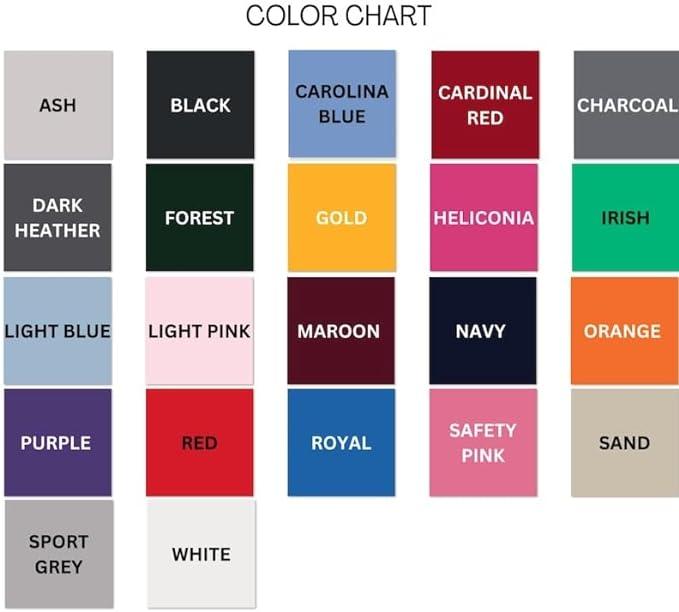 COLOR CHART
ASH
BLACK
CAROLINA
BLUE
CARDINAL
RED
CHARCOAL
DARK
HEATHER
FOREST
GOLD
HELICONIA
IRISH
LIGHT BLUE
LIGHT PINK
MAROON
NAVY
ORANGE
PURPLE
RED
ROYAL
SAFETY
PINK
SAND
SPORT
GREY
WHITE